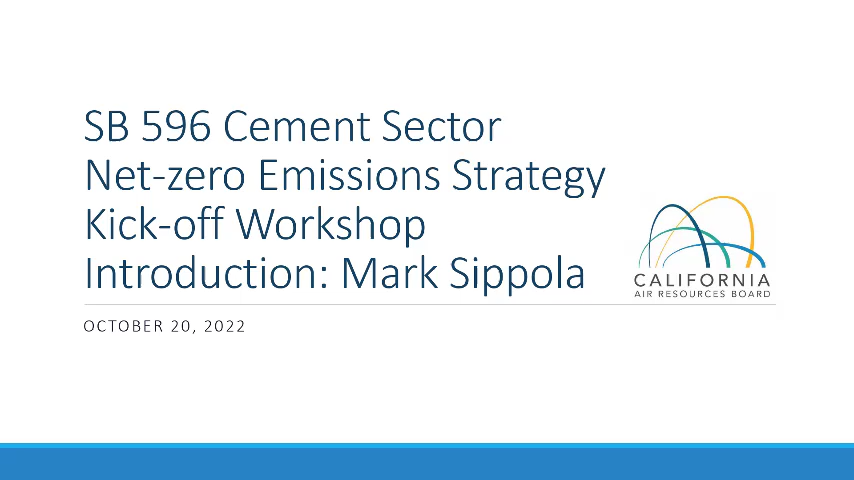 SB 596 Cement Sector
Net-zero Emissions Strategy
Kick-off Workshop
Introduction: Mark Sippola
CALIFORNIA
AIR RESOURCES BOARD
OCTOBER 20, 2022